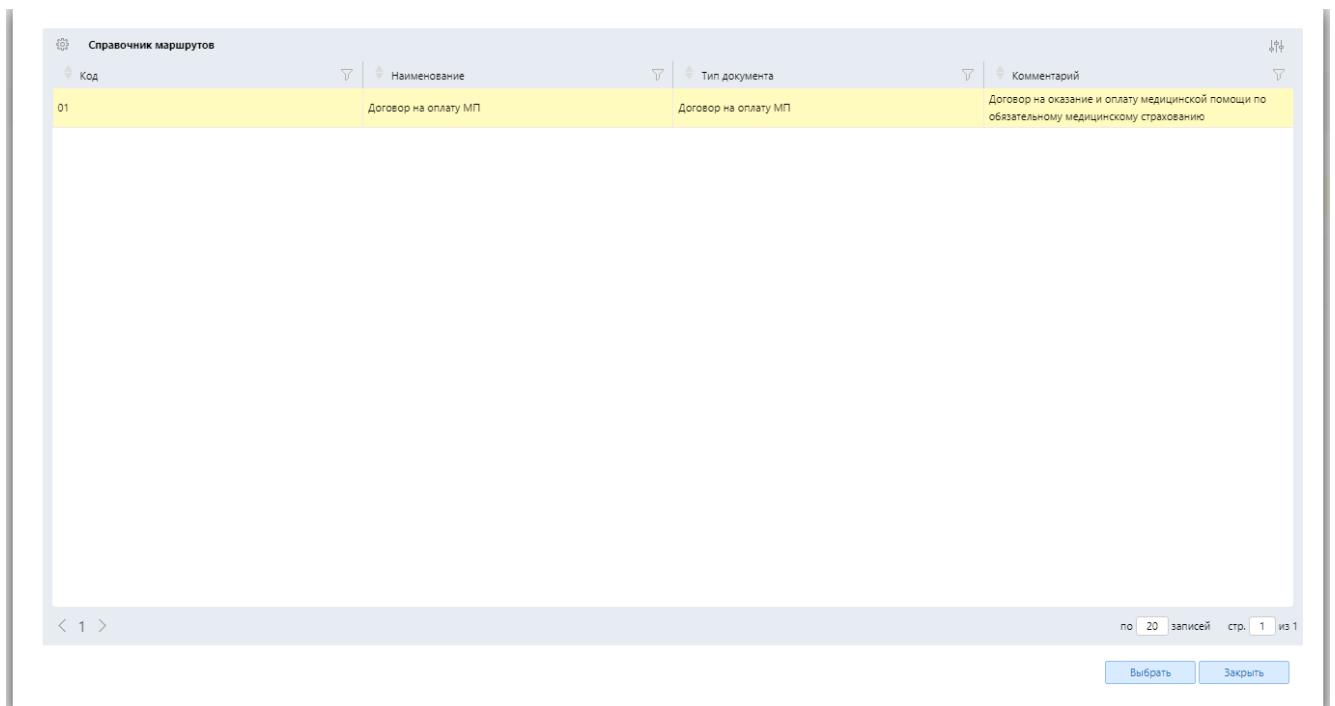 Справочник маршрутов
Код Наименование Тип документа Комментарий
01 Договор на оплату МП Договор на оплату МП Договор на оказание и оплату медицинской помощи по
обязательному медицинскому страхованию
1 по 20 записей стр. 1 из 1
Выбрать Закрыть